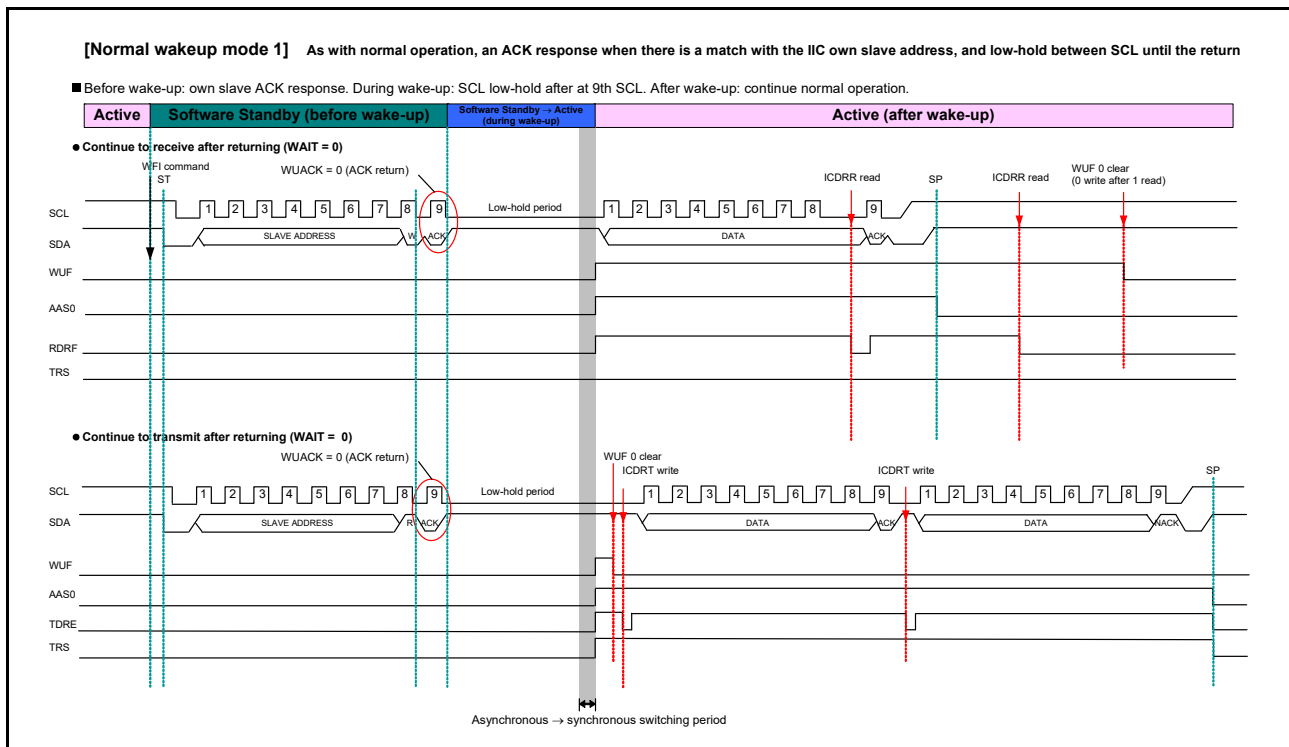 [Normal wakeup mode 1] As with normal operation, an ACK response when there is a match with the IIC own slave address, and low-hold between SCL until the return
■ Before wake-up: own slave ACK response. During wake-up: SCL low-hold after at 9th SCL. After wake-up: continue normal operation.
Active
Software Standby (before wake-up)
Software Standby → Active
(during wake-up)
Active (after wake-up)
● Continue to receive after returning (WAIT = 0)
WFI command
ST
WUACK = 0 (ACK return)
ICDRR read
SP
ICDRR read
WUF 0 clear
(0 write after 1 read)
SCL
1 2 3 4 5 6 7 8 9
Low-hold period
1 2 3 4 5 6 7 8 9
SDA
SLAVE ADDRESS
W
ACK
DATA
ACK
WUF
AAS0
RDRF
TRS
● Continue to transmit after returning (WAIT = 0)
WUACK = 0 (ACK return)
WUF 0 clear
ICDRT write
ICDRT write
SP
SCL
1 2 3 4 5 6 7 8 9
Low-hold period
1 2 3 4 5 6 7 8 9
1 2 3 4 5 6 7 8 9
SDA
SLAVE ADDRESS
R
ACK
DATA
ACK
DATA
NACK
WUF
AAS0
TDRE
TRS
Asynchronous → synchronous switching period